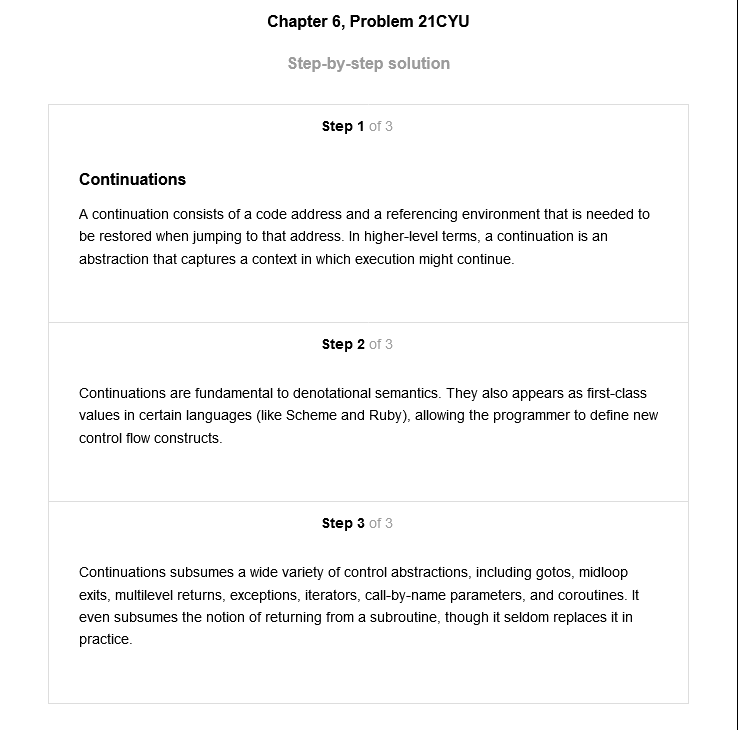 Chapter 6, Problem 21CYU
Step-by-step solution
Step 1 of 3
Continuations
A continuation consists of a code address and a referencing environment that is needed to
be restored when jumping to that address. In higher-level terms, a continuation is an
abstraction that captures a context in which execution might continue.
Step 2 of 3
Continuations are fundamental to denotational semantics. They also appears as first-class
values in certain languages (like Scheme and Ruby), allowing the programmer to define new
control flow constructs.
Step 3 of 3
Continuations subsumes a wide variety of control abstractions, including gotos, midloop
exits, multilevel returns, exceptions, iterators, call-by-name parameters, and coroutines. It
even subsumes the notion of returning from a subroutine, though it seldom replaces it in
practice.